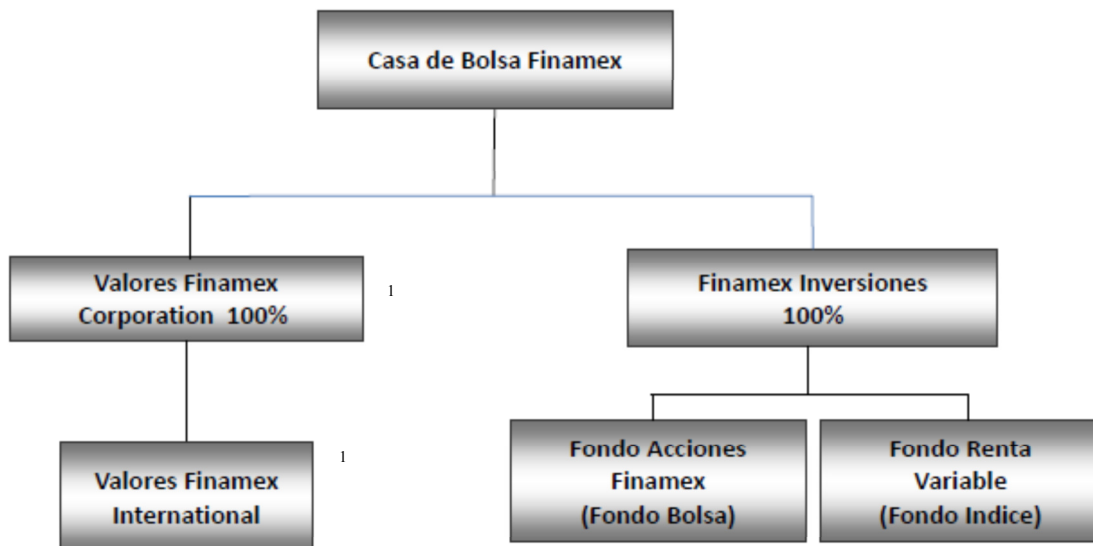 Casa de Bolsa Finamex
Valores Finamex
Corporation 100%
1
Finamex Inversiones
100%
Valores Finamex
International
1
Fondo Acciones
Finamex
(Fondo Bolsa)
Fondo Renta
Variable
(Fondo Indice)